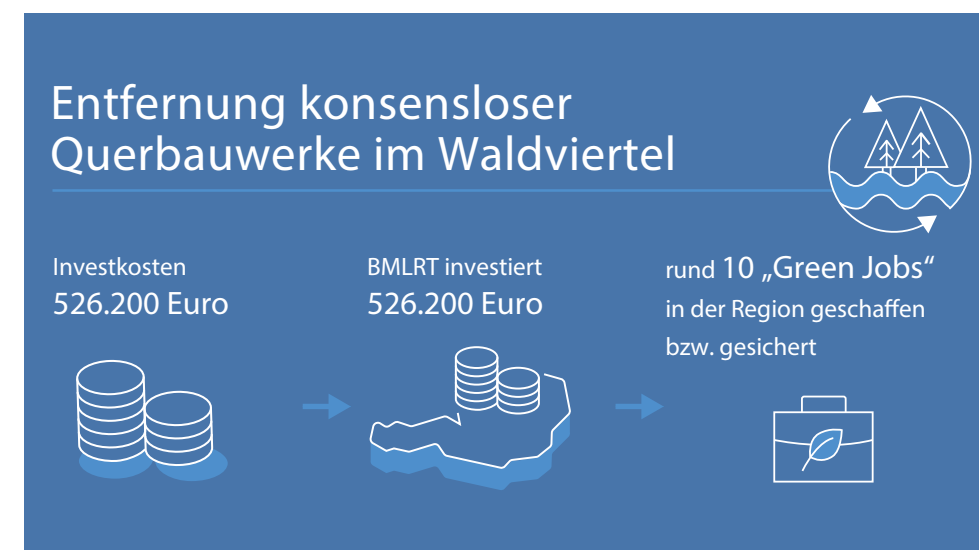 Entfernung konsensloser
Querbauwerke im Waldviertel
Investkosten
526.200 Euro
BMLRT investiert
526.200 Euro
rund 10 „Green Jobs“
in der Region geschaffen
bzw. gesichert